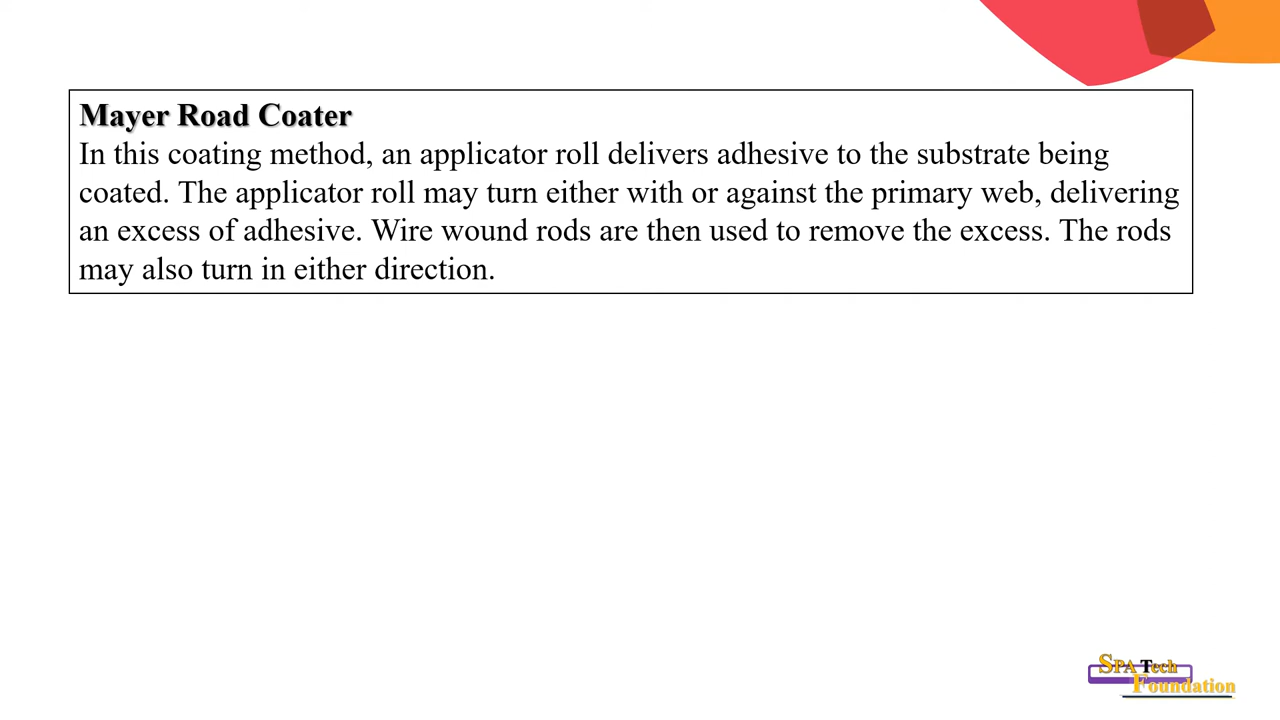 Mayer Road Coater
In this coating method, an applicator roll delivers adhesive to the substrate being
coated. The applicator roll may turn either with or against the primary web, delivering
an excess of adhesive. Wire wound rods are then used to remove the excess. The rods
may also turn in either direction.
SPA Tech
Foundation